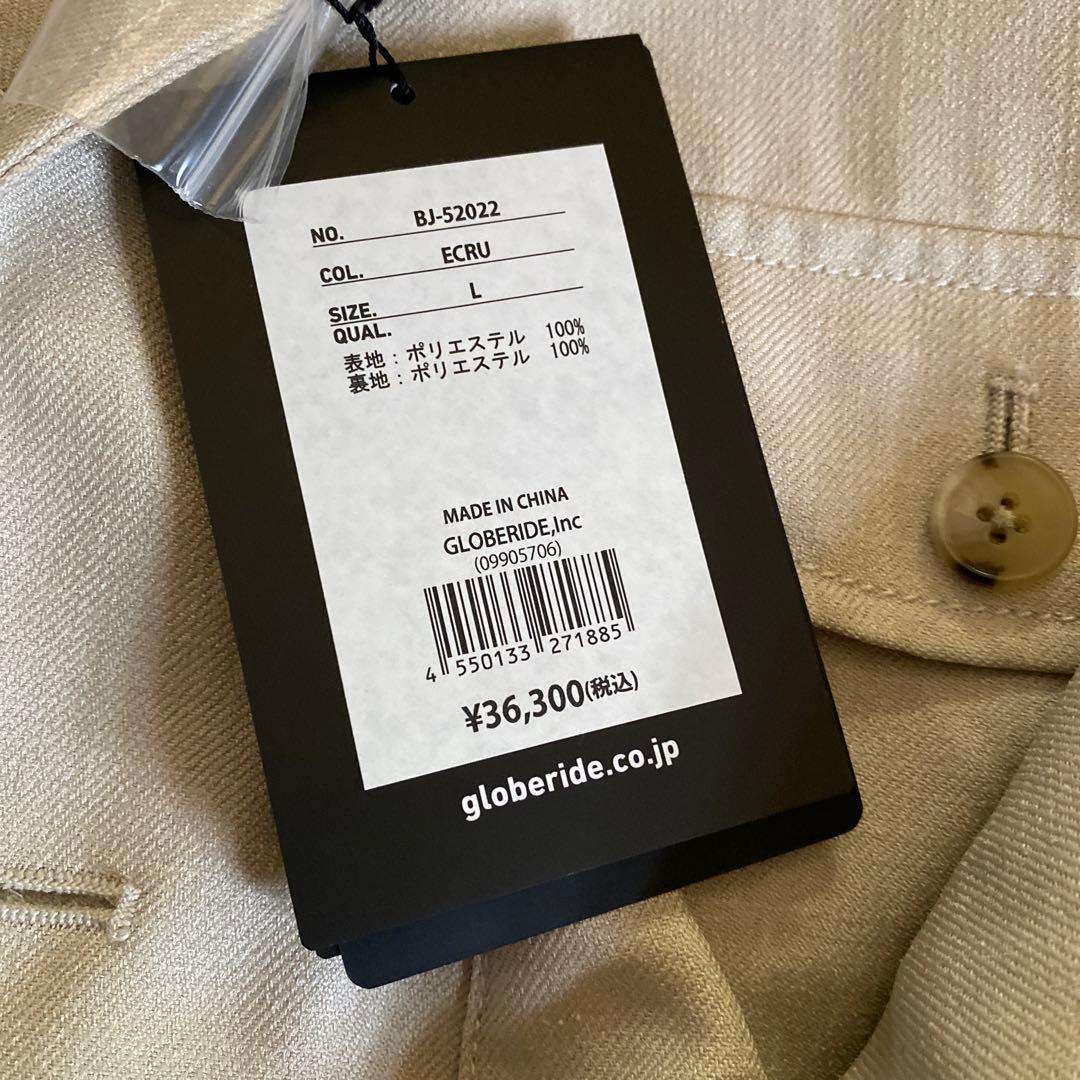 NO. BJ-52022
COL. ECRU
SIZE. L
QUAL.
表地：ポリエステル 100%
裏地：ポリエステル 100%
MADE IN CHINA
GLOBERIDE,Inc
(09905706)
4 550133 271885
¥36,300(税込)
globeride.co.jp